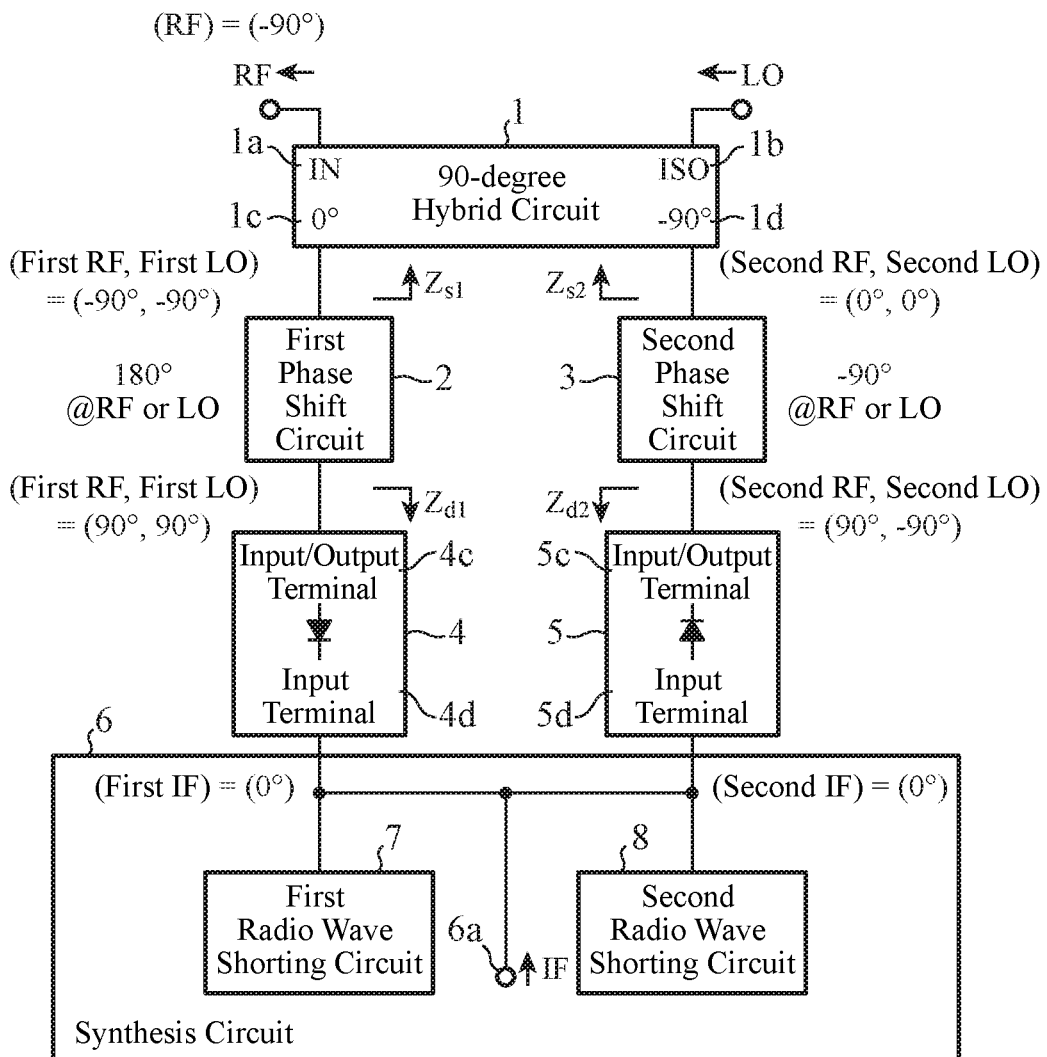 (RF) = (-90°)
RF
LO
1
1a
IN
ISO
1b
90-degree
Hybrid Circuit
1c
0°
-90°
1d
(First RF, First LO)
= (-90°, -90°)
Zs1
Zs2
(Second RF, Second LO)
= (0°, 0°)
180°
@RF or LO
First
Phase
Shift
Circuit
2
3
Second
Phase
Shift
Circuit
-90°
@RF or LO
(First RF, First LO)
= (90°, 90°)
Zd1
Zd2
(Second RF, Second LO)
= (90°, -90°)
Input/Output
Terminal
4c
4
Input
Terminal
4d
5c
Input/Output
Terminal
5
Input
Terminal
5d
6
(First IF) = (0°)
(Second IF) = (0°)
7
First
Radio Wave
Shorting Circuit
6a
IF
8
Second
Radio Wave
Shorting Circuit
Synthesis Circuit